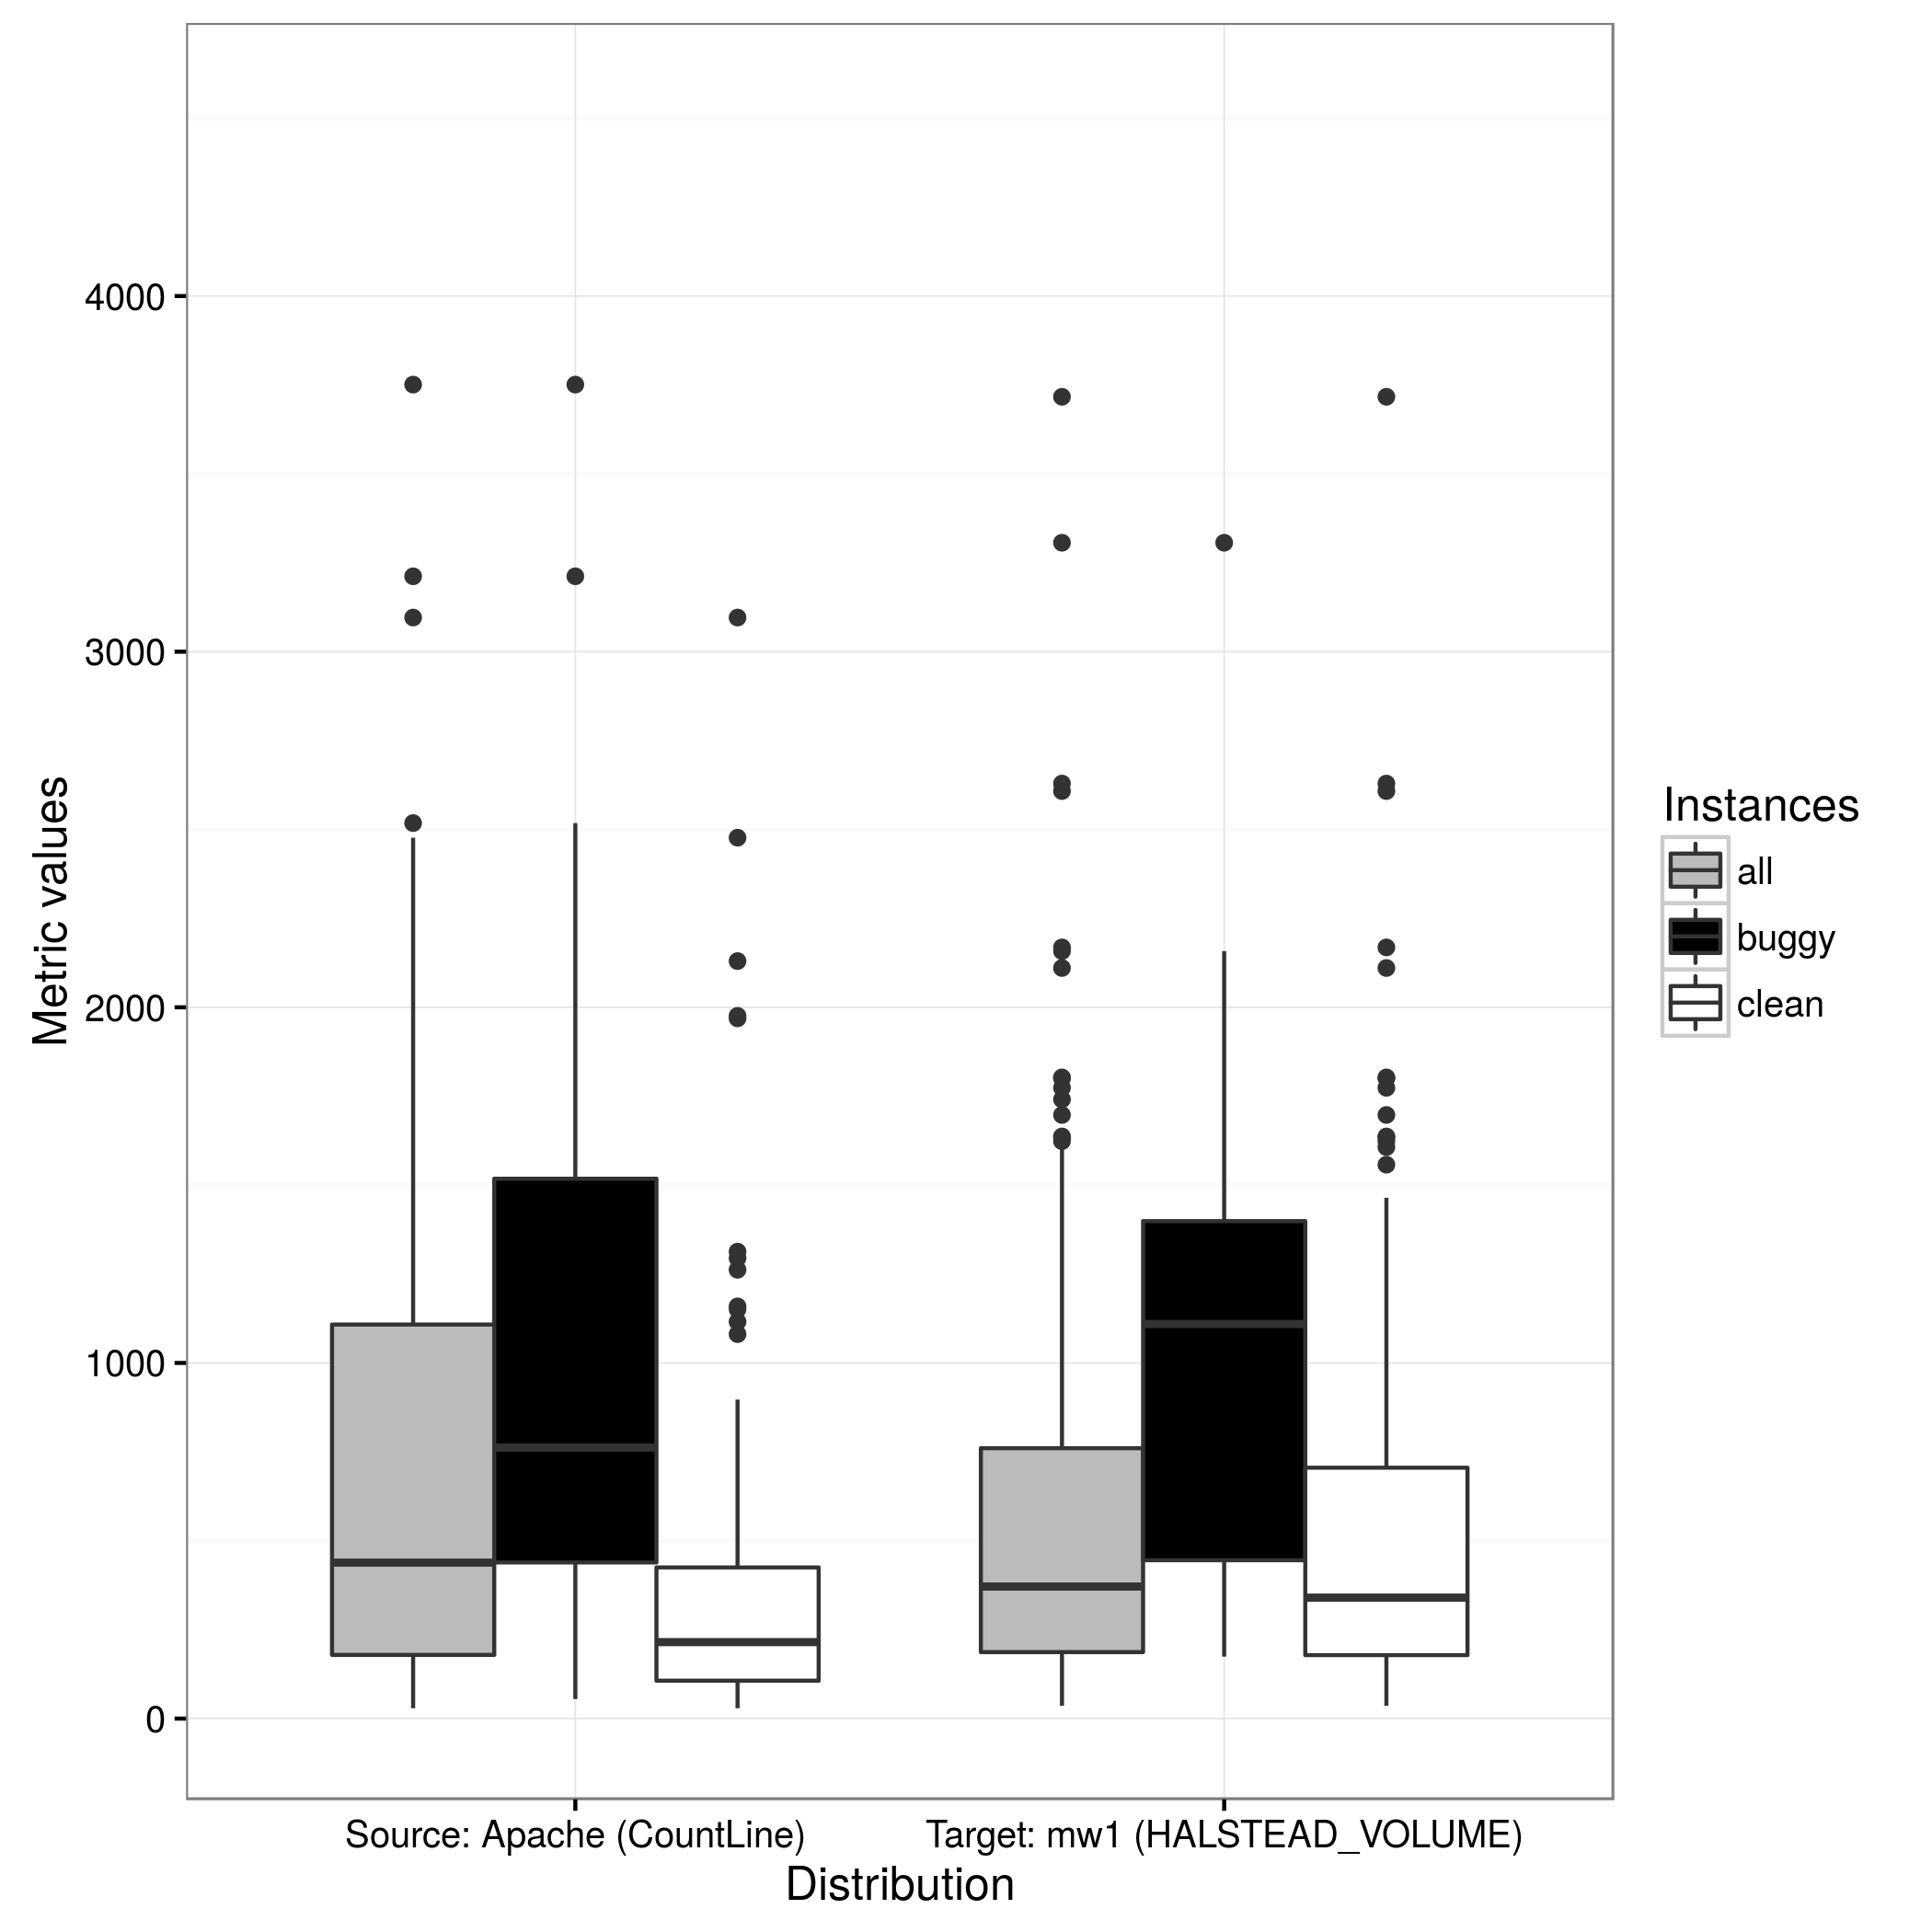 4000
3000
2000
1000
0
Metric values
Source: Apache (CountLine)
Target: mw1 (HALSTEAD_VOLUME)
Distribution
Instances
all
buggy
clean